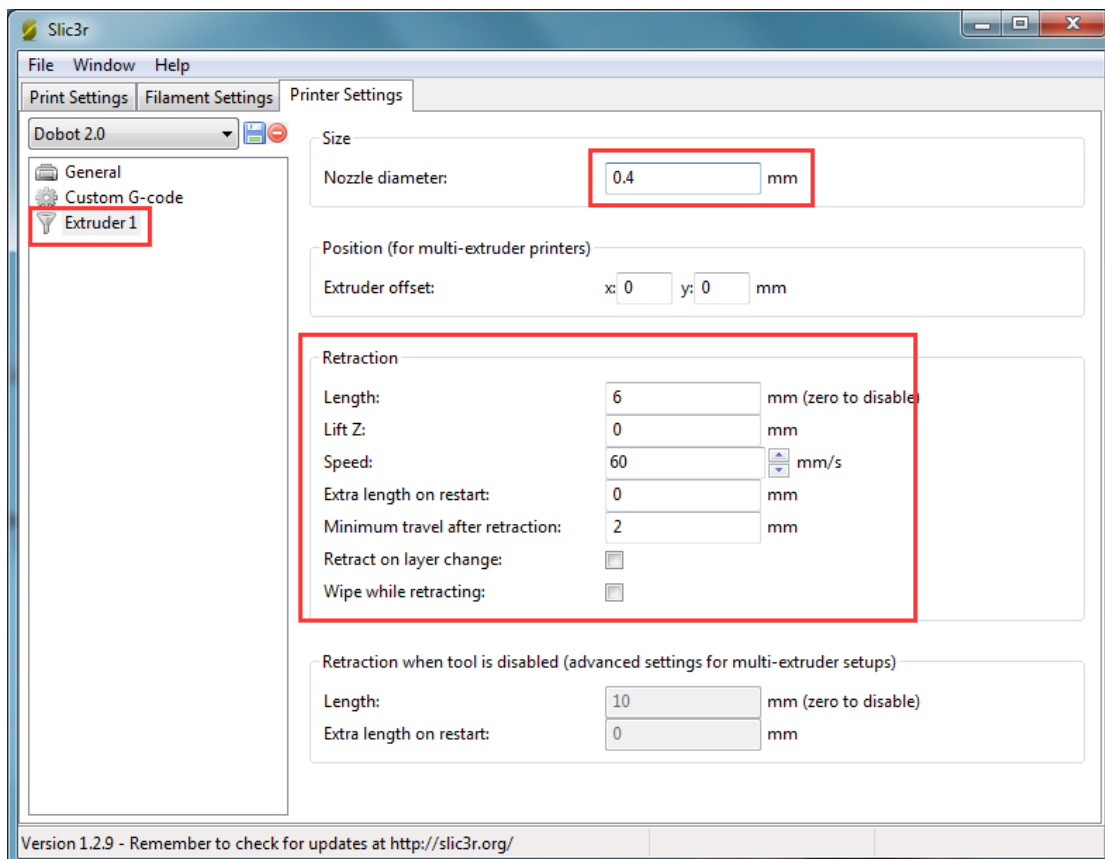 Slic3r
File Window Help
Print Settings Filament Settings Printer Settings
Dobot 2.0
General
Custom G-code
Extruder 1
Size
Nozzle diameter: 0.4 mm
Position (for multi-extruder printers)
Extruder offset: x: 0 y: 0 mm
Retraction
Length: 6 mm (zero to disable)
Lift Z: 0 mm
Speed: 60 mm/s
Extra length on restart: 0 mm
Minimum travel after retraction: 2 mm
Retract on layer change:
Wipe while retracting:
Retraction when tool is disabled (advanced settings for multi-extruder setups)
Length: 10 mm (zero to disable)
Extra length on restart: 0 mm
Version 1.2.9 - Remember to check for updates at http://slic3r.org/